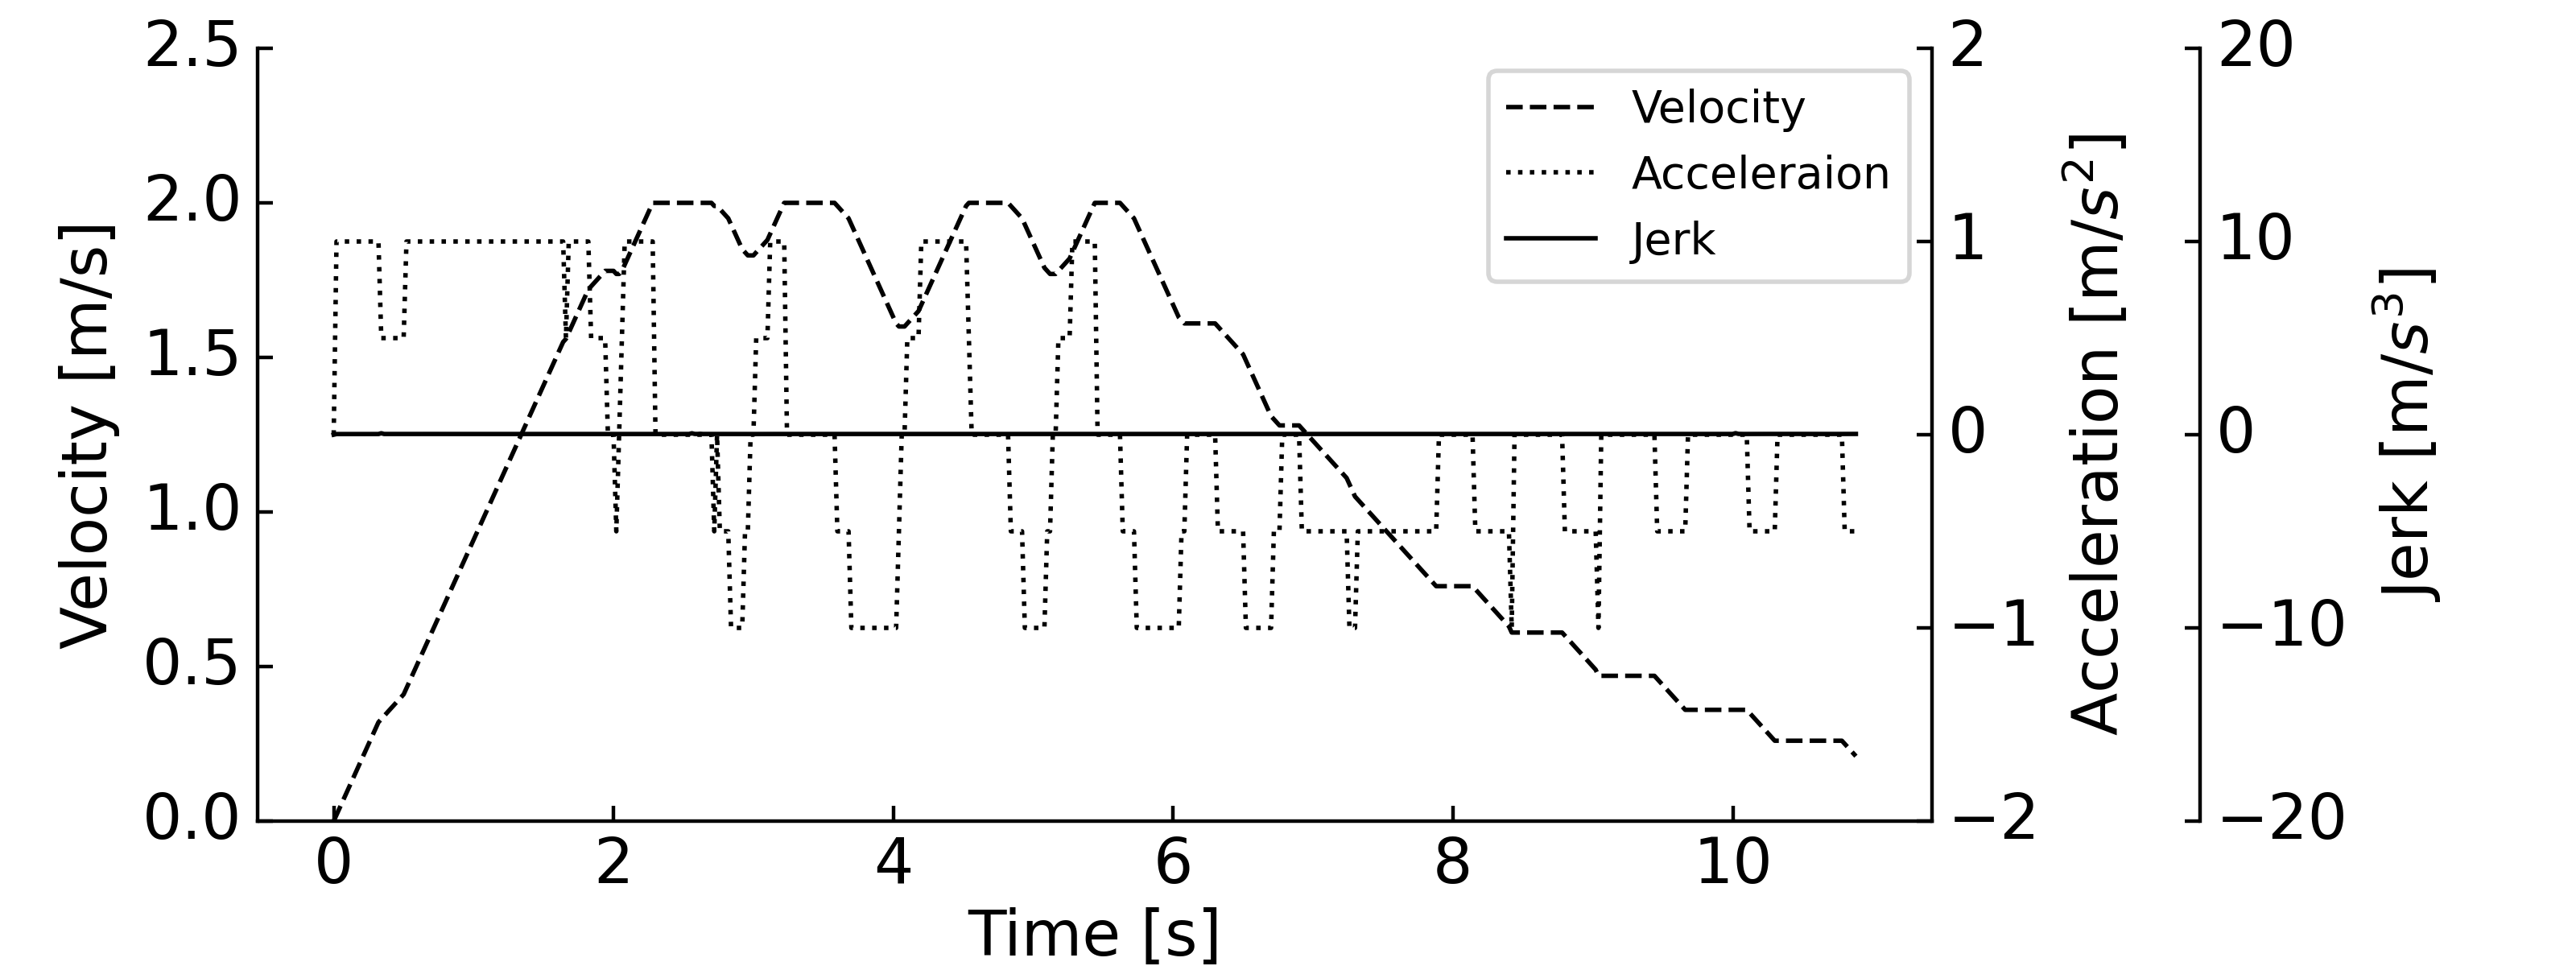 Velocity [m/s]
2.5
2.0
1.5
1.0
0.5
0.0
0 2 4 6 8 10
Time [s]
Velocity
Acceleraion
Jerk
2
1
0
−1
−2
Acceleration [m/s²]
20
10
0
−10
−20
Jerk [m/s³]